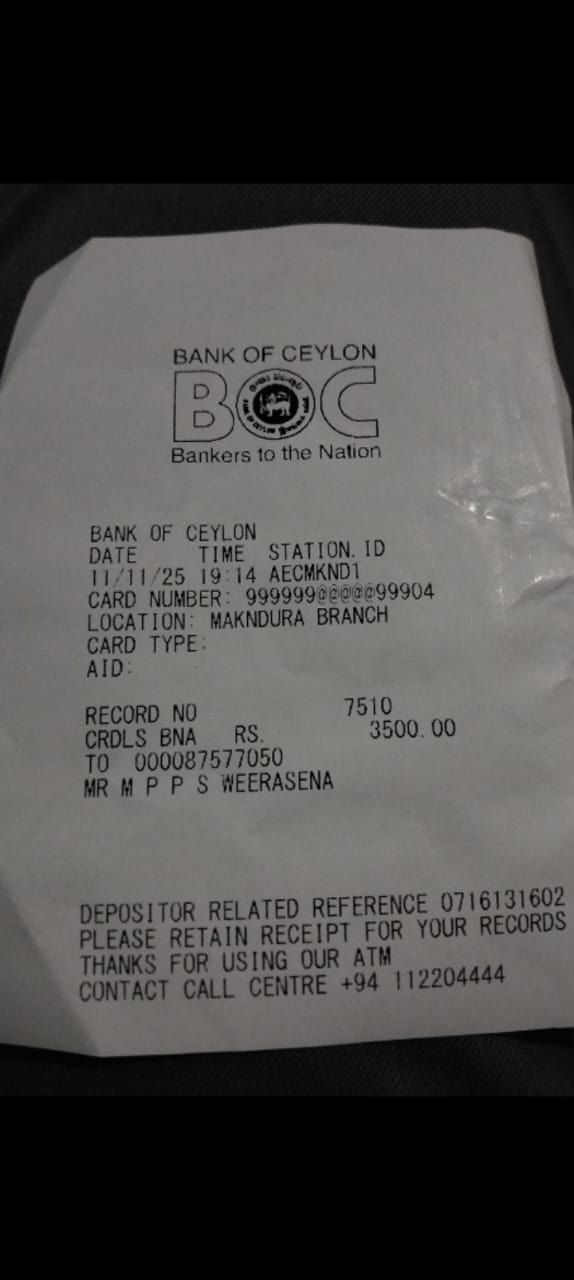 BANK OF CEYLON
BOC
Bankers to the Nation
BANK OF CEYLON
DATE TIME STATION.ID
11/11/25 19:14 AECMKND1
CARD NUMBER: 999999@@@@@99904
LOCATION: MAKNDURA BRANCH
CARD TYPE:
AID:
RECORD NO 7510
CRDLS BNA RS. 3500.00
TO 000087577050
MR M P P S WEERASENA
DEPOSITOR RELATED REFERENCE 0716131602
PLEASE RETAIN RECEIPT FOR YOUR RECORDS
THANKS FOR USING OUR ATM
CONTACT CALL CENTRE +94 112204444